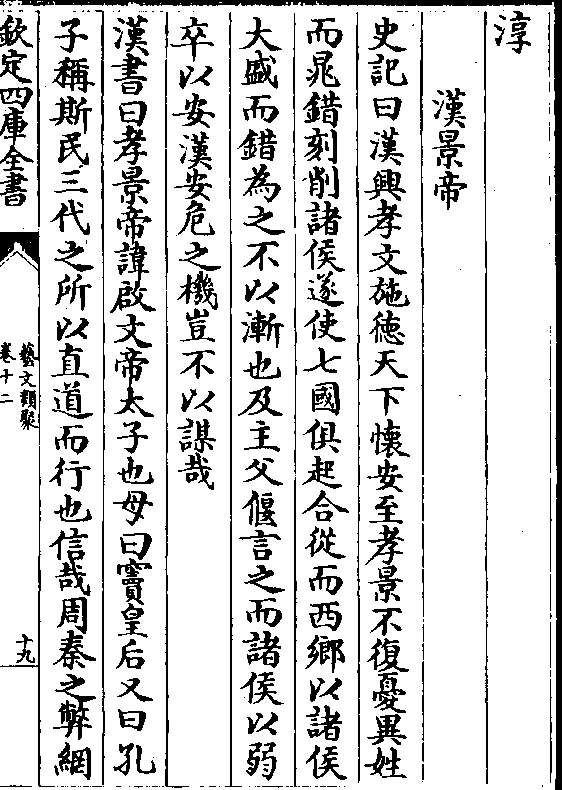 淳
漢景帝
史記曰漢興孝文施徳天下懷安至孝景不復憂異姓
而晁錯刻削諸侯遂使七國俱起合從而西鄉以諸侯
大盛而錯為之不以漸也及主父偃言之而諸侯以弱
卒以安漢安危之機豈不以謀哉
漢書曰孝景帝諱啟文帝太子也母曰竇皇后又曰孔
子稱斯民三代之所以直道而行也信哉周秦之弊網
欽定四庫全書
藝文類聚
卷十二
十九